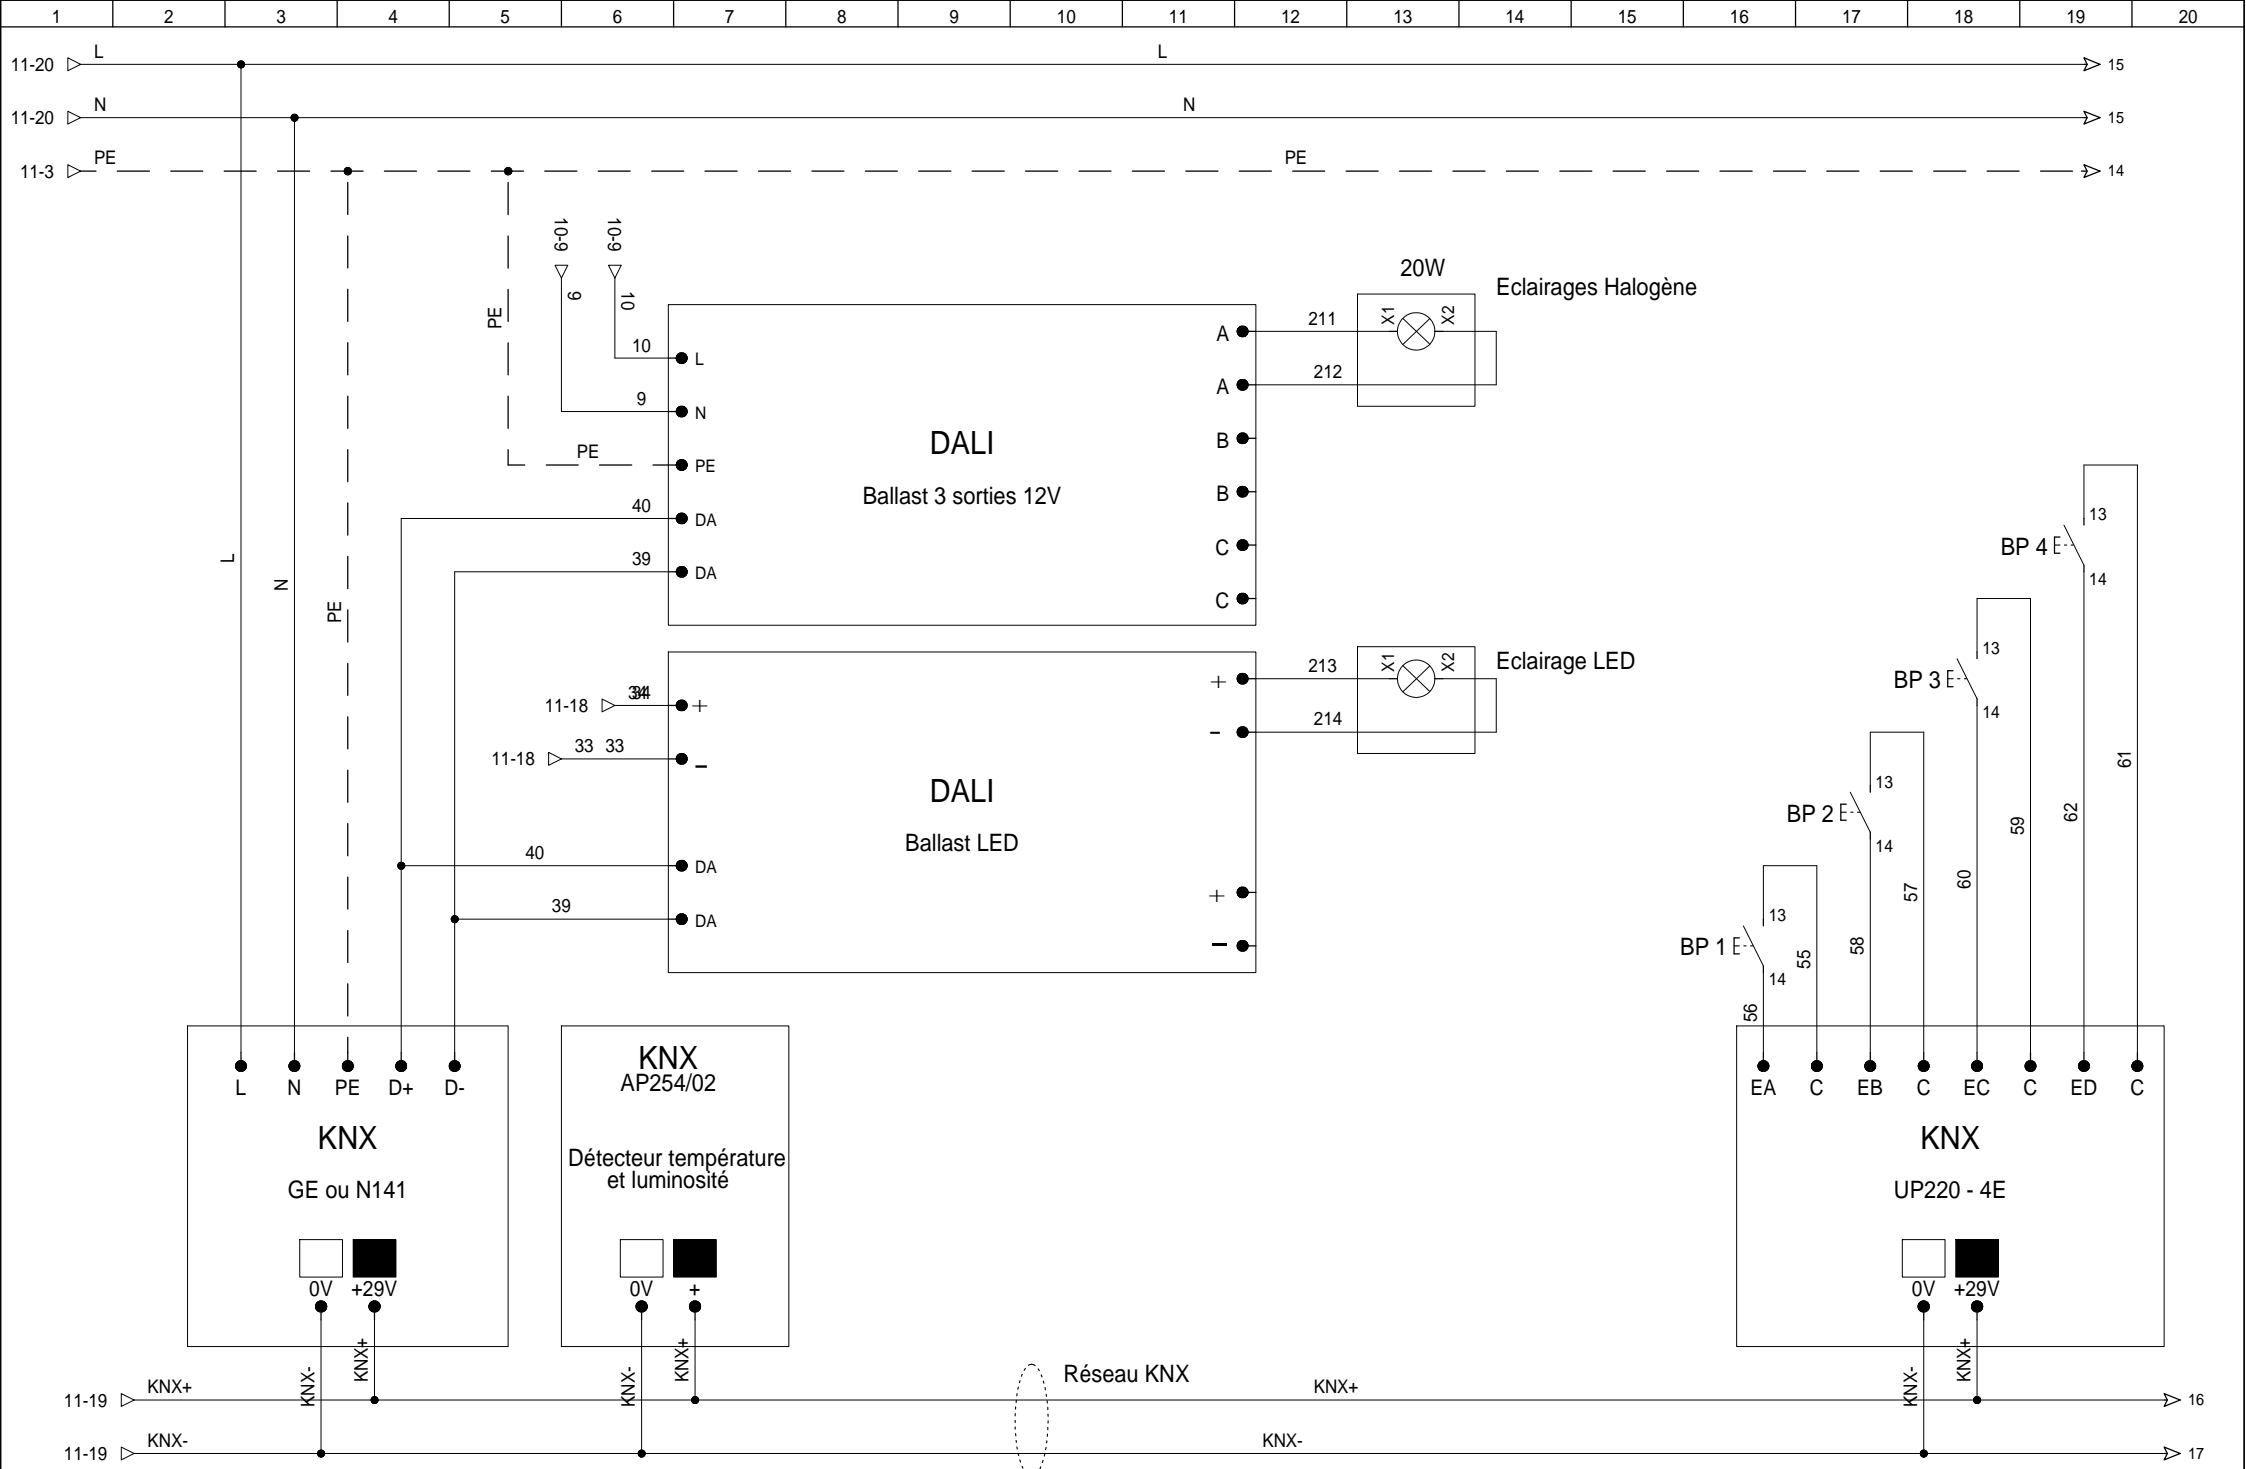 1 2 3 4 5 6 7 8 9 10 11 12 13 14 15 16 17 18 19 20
11-20 L L 15
11-20 N N 15
11-3 PE PE 14
10-9 10-9
9 10
PE
20W
Eclairages Halogène
X1 X2
10 L
9 N
PE PE
40 DA
39 DA
DALI
Ballast 3 sorties 12V
A 211
A 212
B
B
C
C
L
N
PE
11-18 34 +
11-18 33 33 -
40 DA
39 DA
DALI
Ballast LED
+ 213
- 214
+
-
X1 X2
Eclairage LED
BP 4 13
14
BP 3 13
14
BP 2 13
14
BP 1 13
14
56 55 58 57 60 59 62 61
L N PE D+ D-
KNX
GE ou N141
0V +29V
KNX- KNX+
KNX
AP254/02
Détecteur température
et luminosité
0V +
KNX- KNX+
EA C EB C EC C ED C
KNX
UP220 - 4E
0V +29V
KNX- KNX+
Réseau KNX
11-19 KNX+ KNX+ 16
11-19 KNX- KNX- 17